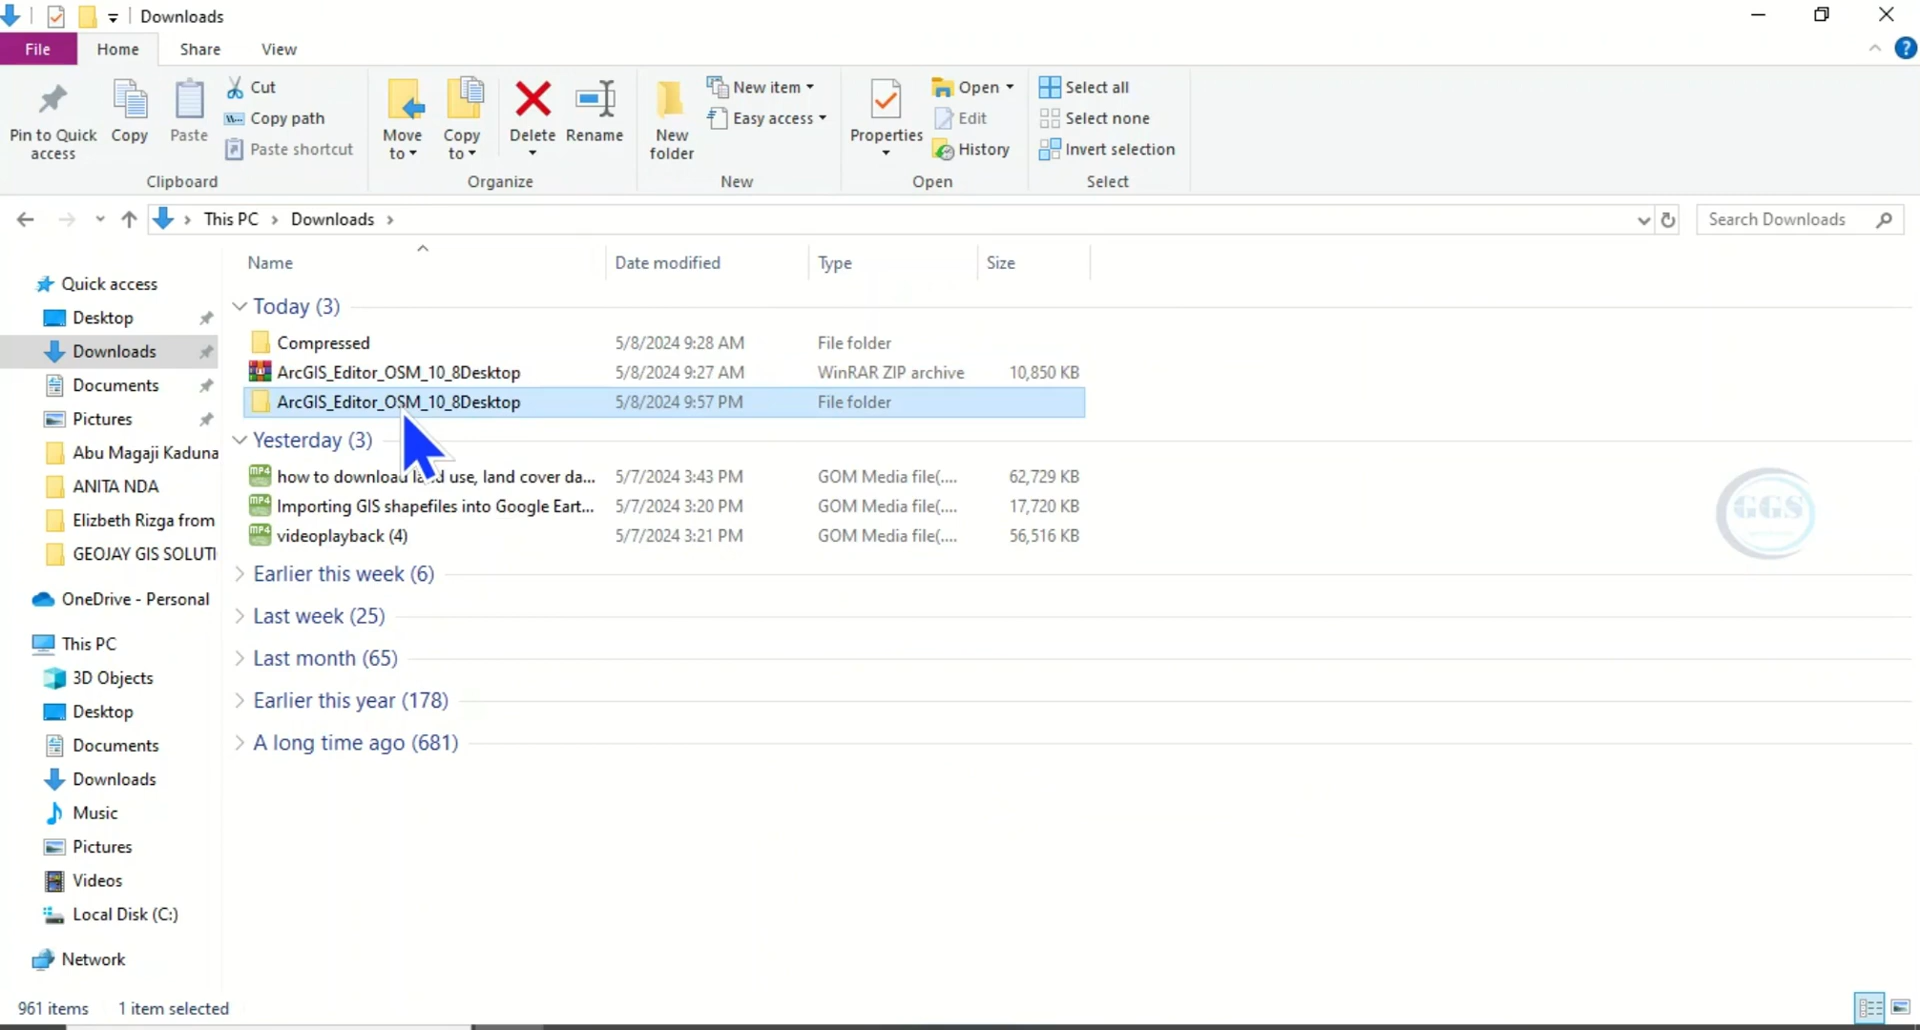 Downloads
File Home Share View
Pin to Quick access
Copy
Paste
Cut
Copy path
Paste shortcut
Clipboard
Move to
Copy to
Delete
Rename
Organize
New folder
New item
Easy access
New
Properties
Open
Edit
History
Open
Select all
Select none
Invert selection
Select
This PC Downloads
Search Downloads
Name Date modified Type Size
Quick access
Desktop
Downloads
Documents
Pictures
Abu Magaji Kaduna
ANITA NDA
Elizbeth Rizga from
GEOJAY GIS SOLUTI
OneDrive - Personal
This PC
3D Objects
Desktop
Documents
Downloads
Music
Pictures
Videos
Local Disk (C:)
Network
Today (3)
Compressed 5/8/2024 9:28 AM File folder
ArcGIS_Editor_OSM_10_8Desktop 5/8/2024 9:27 AM WinRAR ZIP archive 10,850 KB
ArcGIS_Editor_OSM_10_8Desktop 5/8/2024 9:57 PM File folder
Yesterday (3)
MP4 how to download land use, land cover da... 5/7/2024 3:43 PM GOM Media file(.... 62,729 KB
MP4 Importing GIS shapefiles into Google Eart... 5/7/2024 3:20 PM GOM Media file(.... 17,720 KB
MP4 videoplayback (4) 5/7/2024 3:21 PM GOM Media file(.... 56,516 KB
Earlier this week (6)
Last week (25)
Last month (65)
Earlier this year (178)
A long time ago (681)
GGS
961 items 1 item selected